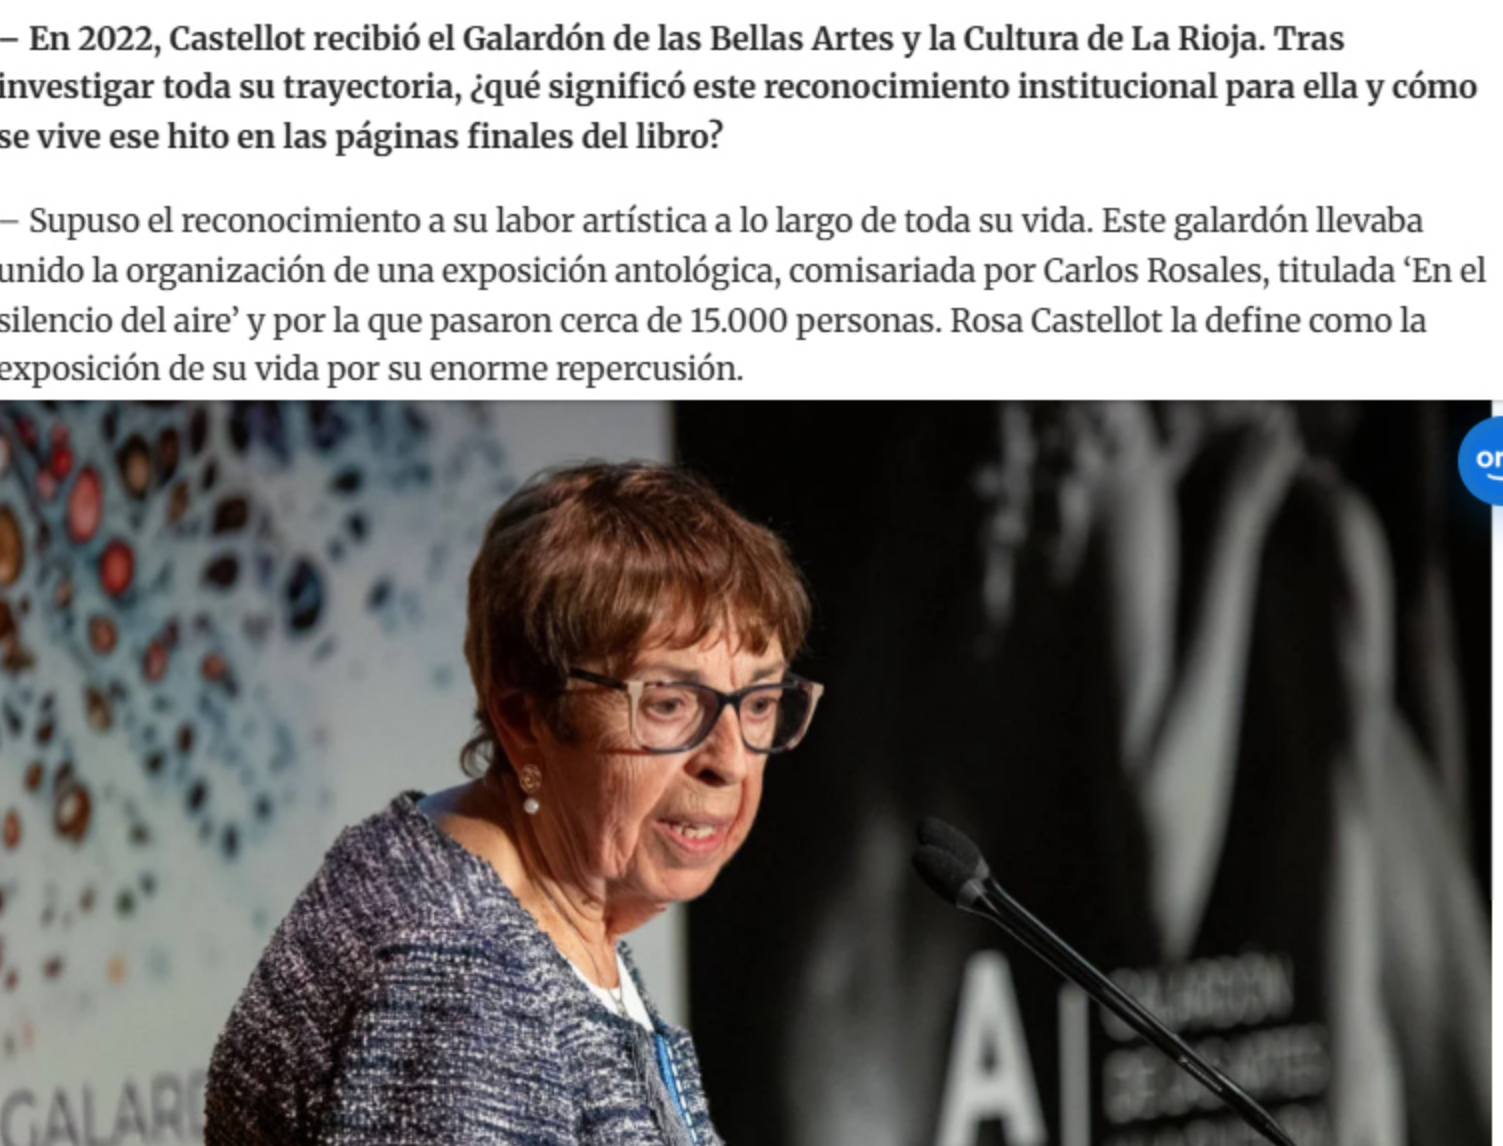 – En 2022, Castellot recibió el Galardón de las Bellas Artes y la Cultura de La Rioja. Tras
investigar toda su trayectoria, ¿qué significó este reconocimiento institucional para ella y cómo
se vive ese hito en las páginas finales del libro?
– Supuso el reconocimiento a su labor artística a lo largo de toda su vida. Este galardón llevaba
unido la organización de una exposición antológica, comisariada por Carlos Rosales, titulada ‘En el
silencio del aire’ y por la que pasaron cerca de 15.000 personas. Rosa Castellot la define como la
exposición de su vida por su enorme repercusión.
or
A
GALARDÓN
GALARD